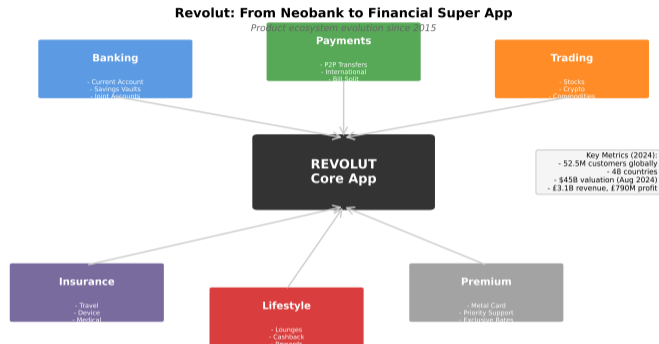 Revolut: From Neobank to Financial Super App
Product ecosystem evolution since 2015
Banking
- Current Account
- Savings Vaults
- Joint Accounts
Payments
- P2P Transfers
- International
- Bill Split
Trading
- Stocks
- Crypto
- Commodities
REVOLUT
Core App
Key Metrics (2024):
- 52.5M customers globally
- 48 countries
- $45B valuation (Aug 2024)
- £3.1B revenue, £790M profit
Insurance
- Travel
- Device
- Medical
Lifestyle
- Lounges
- Cashback
- Rewards
Premium
- Metal Card
- Priority Support
- Exclusive Rates